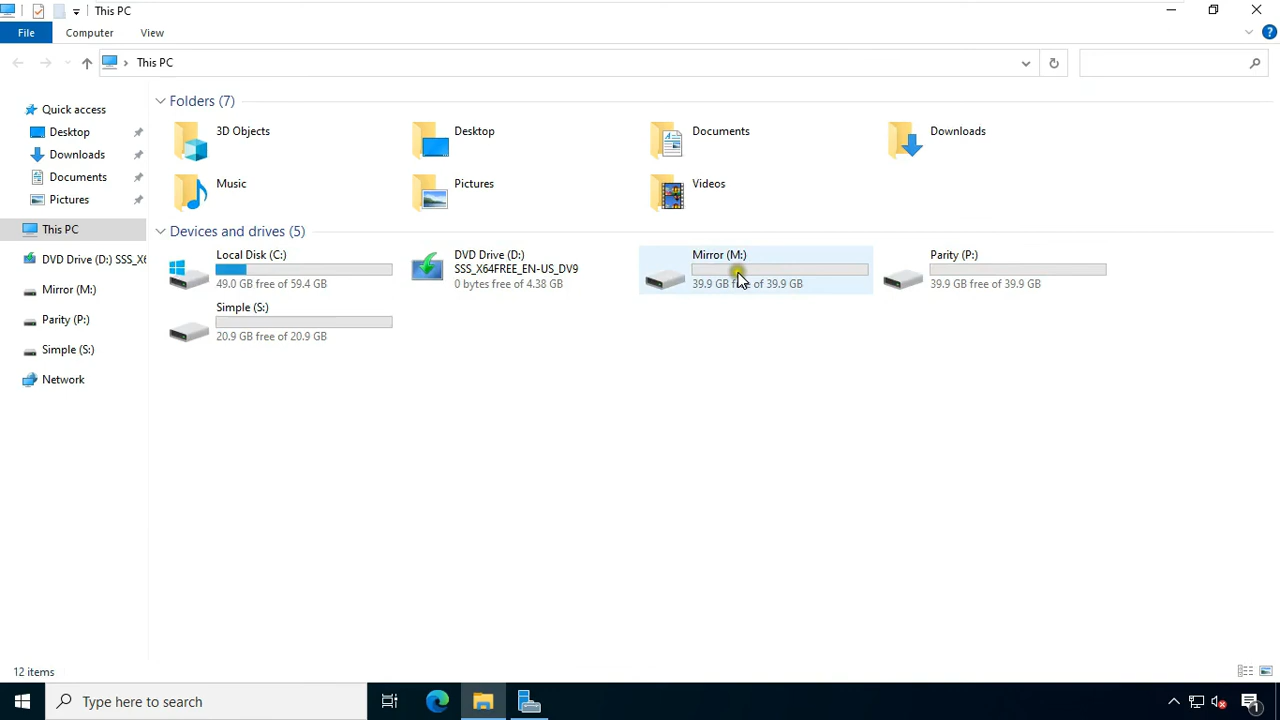 This PC
File
Computer
View
This PC
Quick access
Desktop
Downloads
Documents
Pictures
This PC
DVD Drive (D:) SSS_X6
Mirror (M:)
Parity (P:)
Simple (S:)
Network
Folders (7)
3D Objects
Desktop
Documents
Downloads
Music
Pictures
Videos
Devices and drives (5)
Local Disk (C:)
49.0 GB free of 59.4 GB
DVD Drive (D:)
SSS_X64FREE_EN-US_DV9
0 bytes free of 4.38 GB
Mirror (M:)
39.9 GB free of 39.9 GB
Parity (P:)
39.9 GB free of 39.9 GB
Simple (S:)
20.9 GB free of 20.9 GB
12 items
Type here to search
1